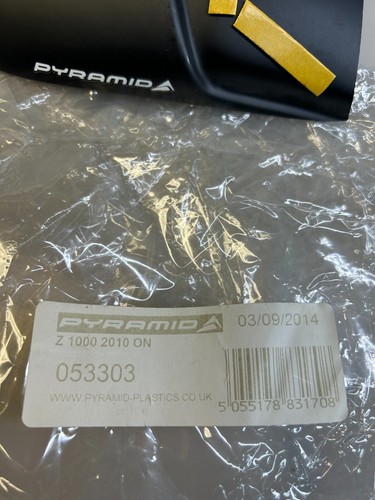 PYRAMID
PYRAMID 03/09/2014
Z 1000 2010 ON
053303
WWW.PYRAMID-PLASTICS.CO.UK
5 055178 831708